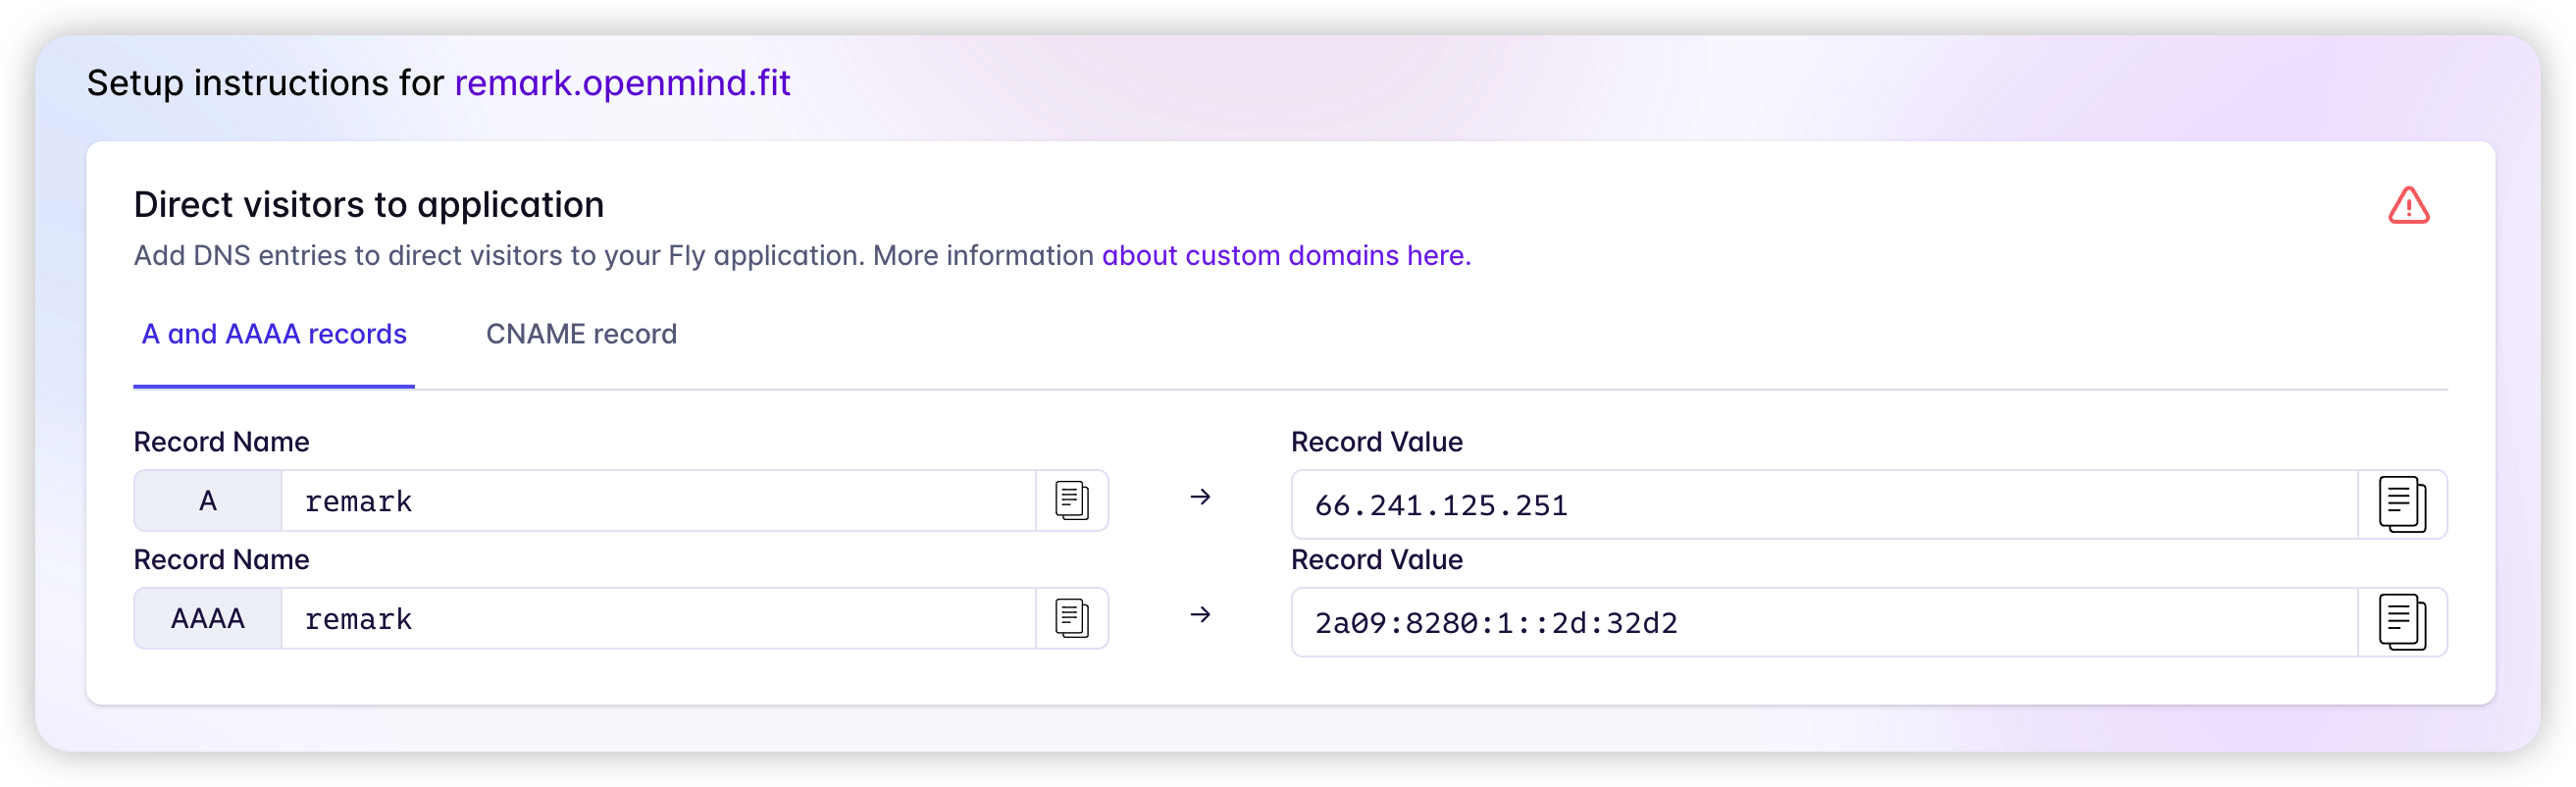 Setup instructions for remark.openmind.fit
Direct visitors to application
Add DNS entries to direct visitors to your Fly application. More information about custom domains here.
A and AAAA records CNAME record
Record Name Record Value
A remark → 66.241.125.251
Record Name Record Value
AAAA remark → 2a09:8280:1::2d:32d2